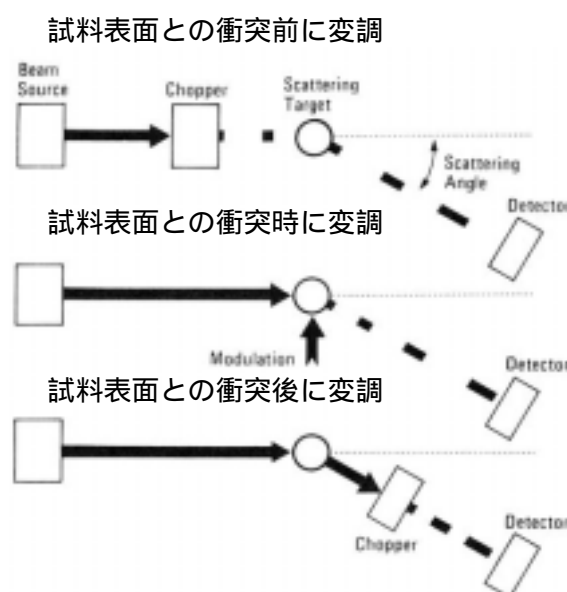 試料表面との衝突前に変調
Beam
Source
Chopper
Scattering
Target
Scattering
Angle
Detector
試料表面との衝突時に変調
Modulation
Detector
試料表面との衝突後に変調
Chopper
Detector